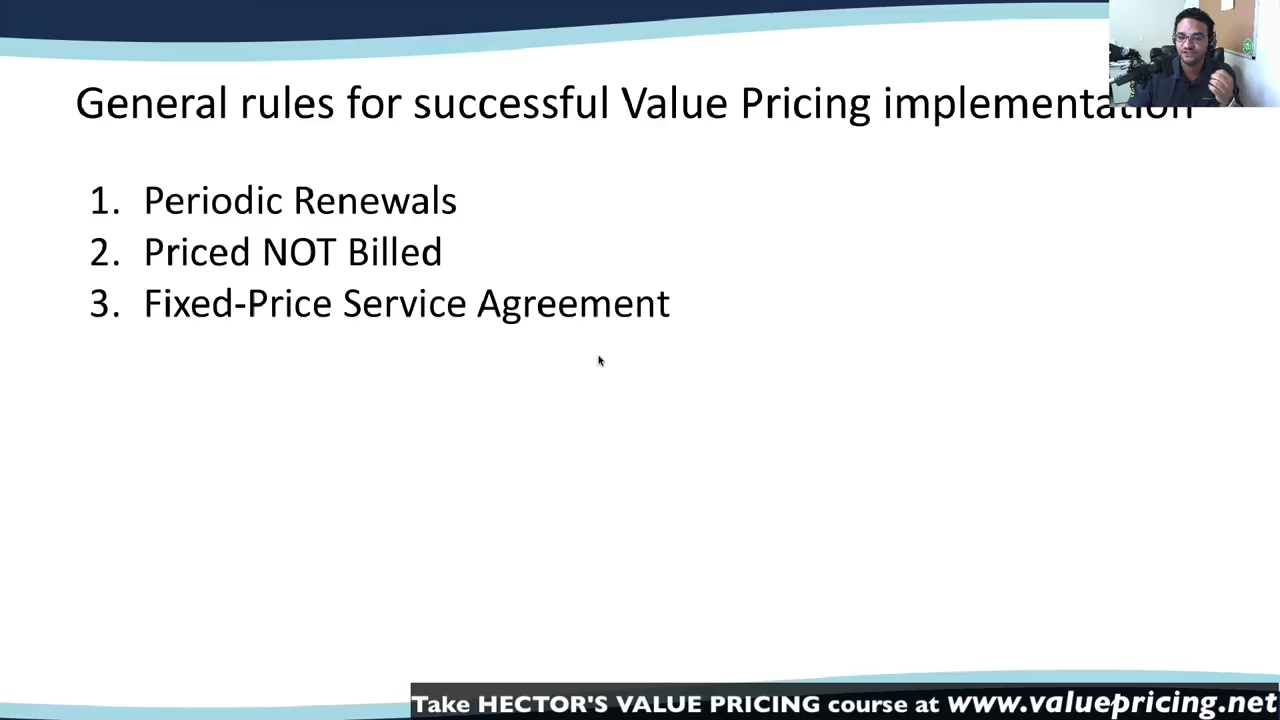 General rules for successful Value Pricing implementation
1. Periodic Renewals
2. Priced NOT Billed
3. Fixed-Price Service Agreement
Take HECTOR'S VALUE PRICING course at www.valuepricing.net